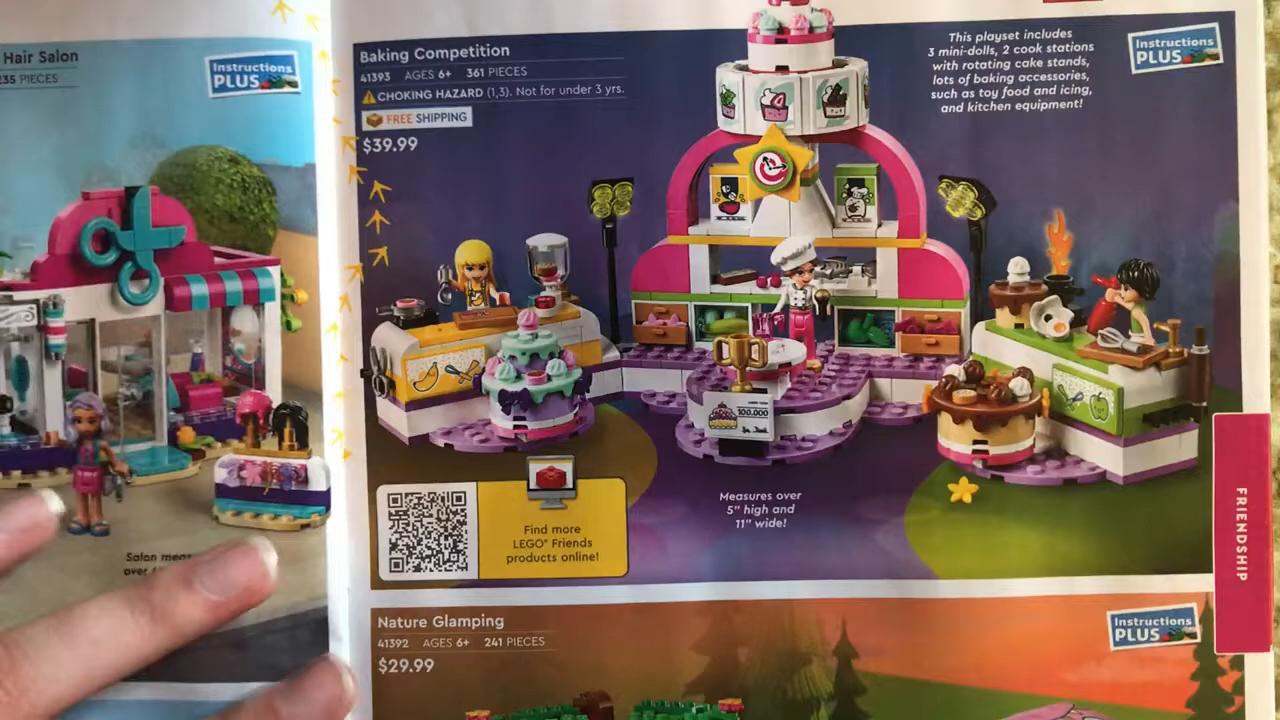 Hair Salon
235 PIECES
Instructions
PLUS
Salon
over
Baking Competition
41393 AGES 6+ 361 PIECES
CHOKING HAZARD (1,3). Not for under 3 yrs.
FREE SHIPPING
$39.99
This playset includes
3 mini-dolls, 2 cook stations
with rotating cake stands,
lots of baking accessories,
such as toy food and icing,
and kitchen equipment!
Instructions
PLUS
100.000
Find more
LEGO® Friends
products online!
Measures over
5" high and
11" wide!
FRIENDSHIP
Nature Glamping
41392 AGES 6+ 241 PIECES
$29.99
Instructions
PLUS